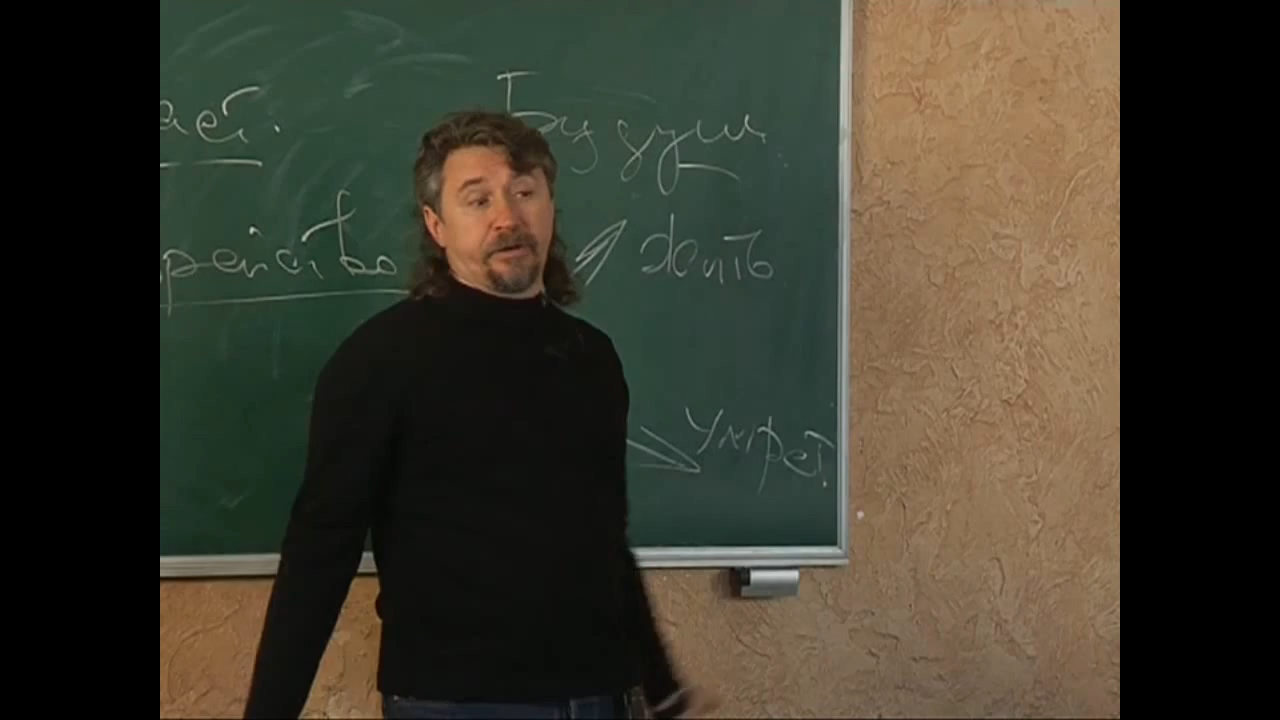 ает. Будущ
рейство Жить
Умрет.